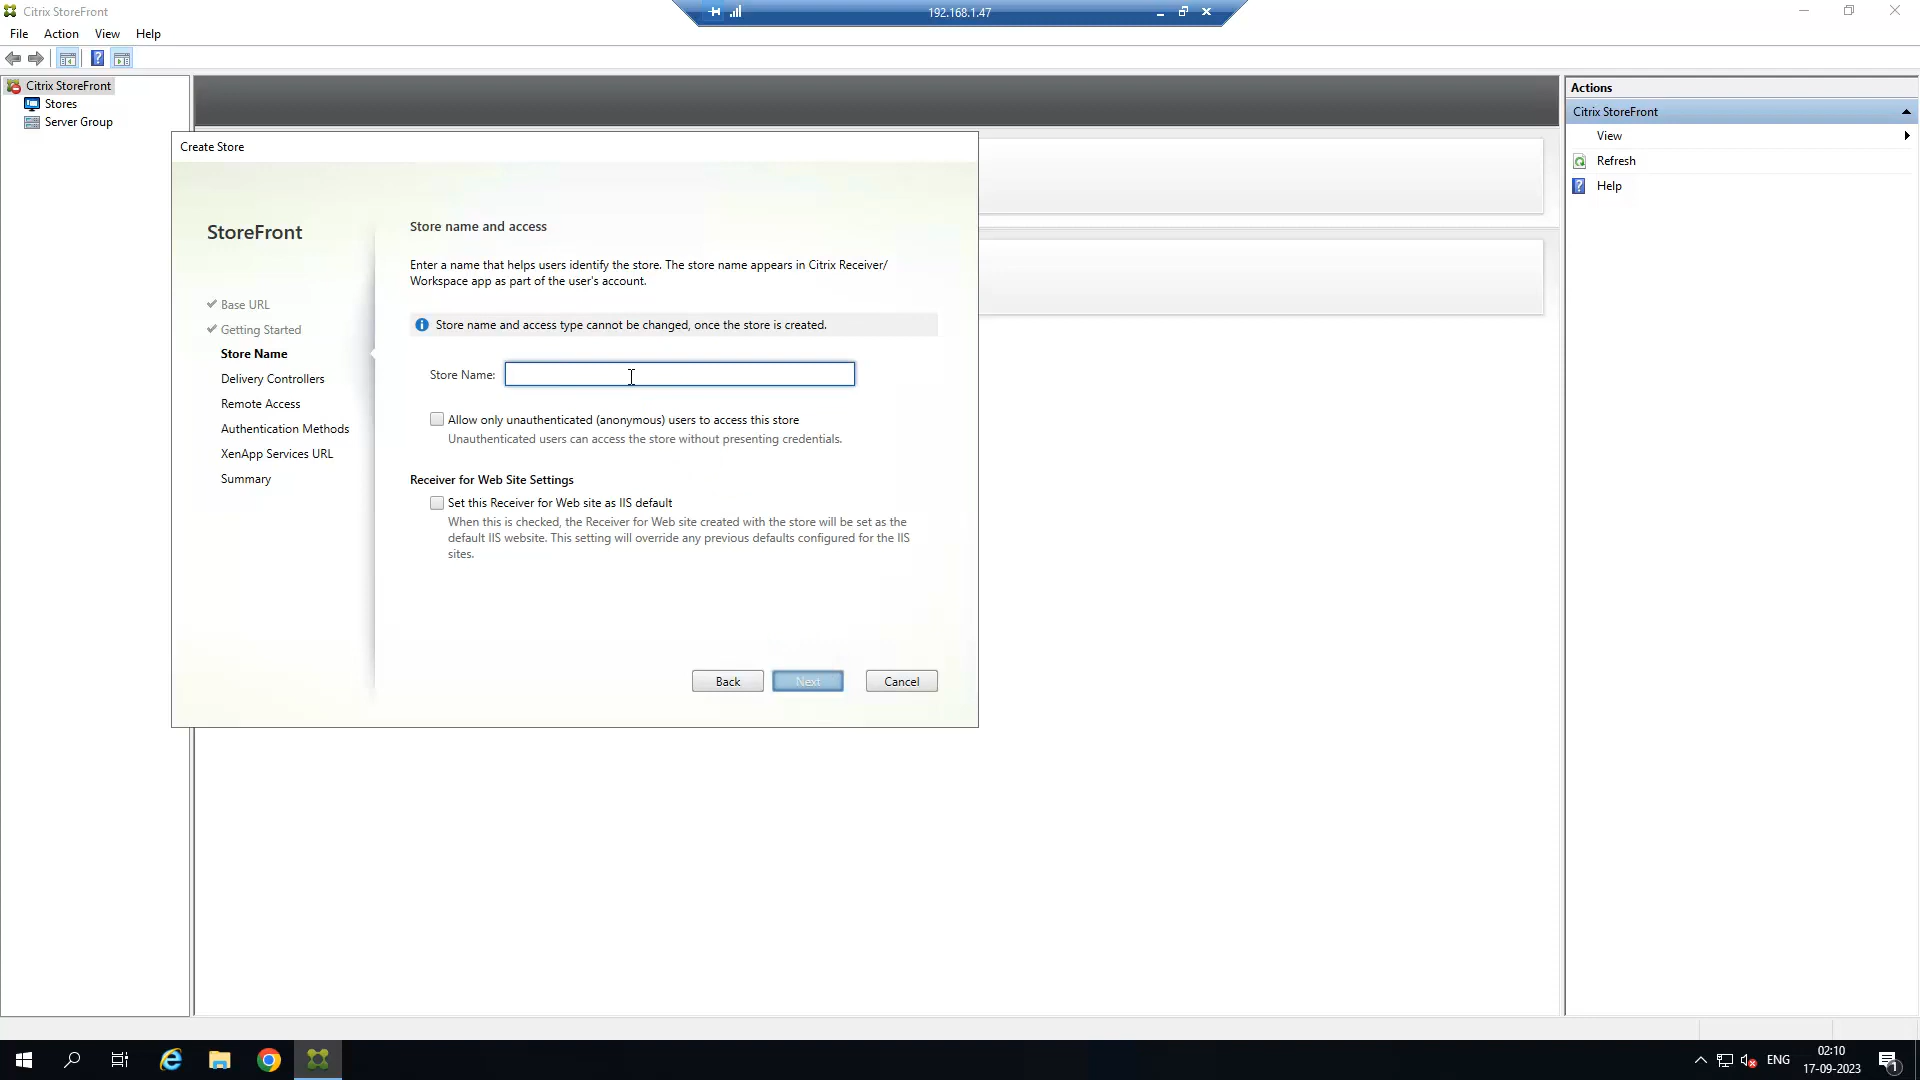 Citrix StoreFront
192.168.1.47
File Action View Help
Citrix StoreFront
Stores
Server Group
Actions
Citrix StoreFront
View
Refresh
Help
Create Store
StoreFront
Base URL
Getting Started
Store Name
Delivery Controllers
Remote Access
Authentication Methods
XenApp Services URL
Summary
Store name and access
Enter a name that helps users identify the store. The store name appears in Citrix Receiver/
Workspace app as part of the user's account.
Store name and access type cannot be changed, once the store is created.
Store Name:
Allow only unauthenticated (anonymous) users to access this store
Unauthenticated users can access the store without presenting credentials.
Receiver for Web Site Settings
Set this Receiver for Web site as IIS default
When this is checked, the Receiver for Web site created with the store will be set as the
default IIS website. This setting will override any previous defaults configured for the IIS
sites.
Back Next Cancel
ENG
02:10
17-09-2023
1